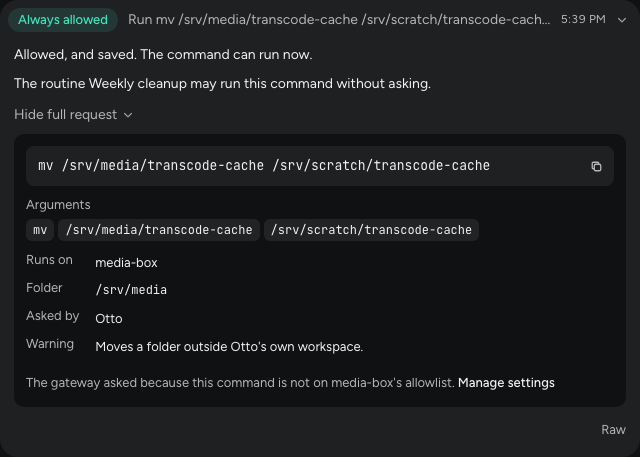 Always allowed Run mv /srv/media/transcode-cache /srv/scratch/transcode-cach... 5:39 PM
Allowed, and saved. The command can run now.
The routine Weekly cleanup may run this command without asking.
Hide full request
mv /srv/media/transcode-cache /srv/scratch/transcode-cache
Arguments
mv /srv/media/transcode-cache /srv/scratch/transcode-cache
Runs on media-box
Folder /srv/media
Asked by Otto
Warning Moves a folder outside Otto's own workspace.
The gateway asked because this command is not on media-box's allowlist. Manage settings
Raw